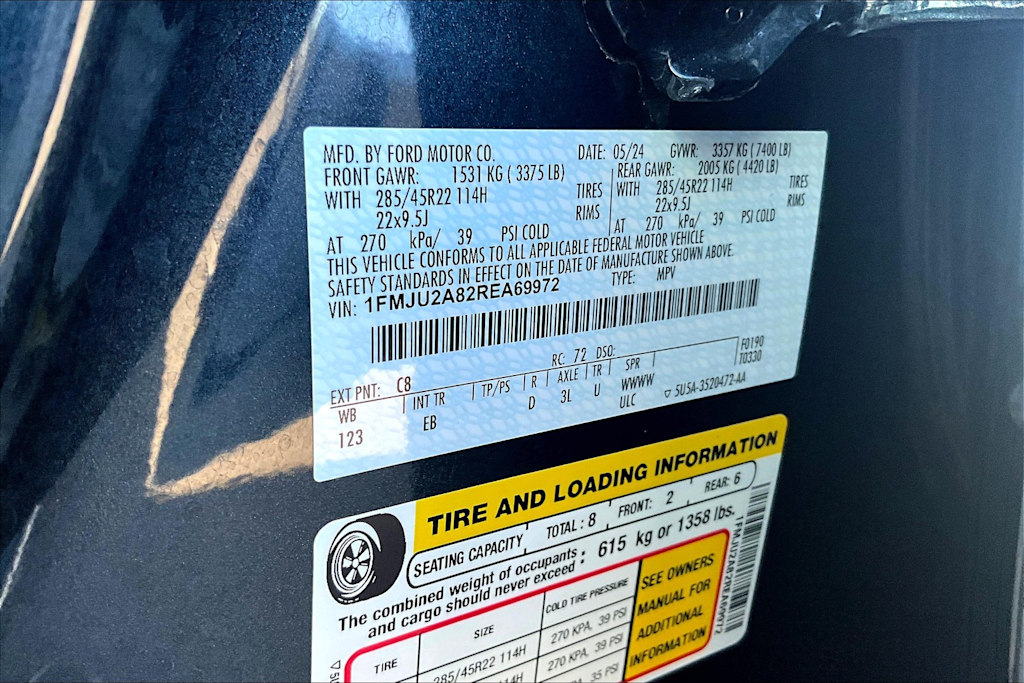 MFD. BY FORD MOTOR CO. DATE: 05/24 GVWR: 3357 KG ( 7400 LB)
FRONT GAWR: 1531 KG ( 3375 LB) REAR GAWR: 2005 KG ( 4420 LB)
WITH 285/45R22 114H TIRES WITH 285/45R22 114H TIRES
22x9.5J RIMS 22x9.5J RIMS
AT 270 kPa/ 39 PSI COLD AT 270 kPa/ 39 PSI COLD
THIS VEHICLE CONFORMS TO ALL APPLICABLE FEDERAL MOTOR VEHICLE
SAFETY STANDARDS IN EFFECT ON THE DATE OF MANUFACTURE SHOWN ABOVE.
VIN: 1FMJU2A82REA69972 TYPE: MPV
EXT PNT: C8 RC: 72 DSO: F0190
T0330
WB INT TR TP/PS R AXLE TR SPR
123 EB D 3L U WWWW
ULC ▽ 5U5A-3520472-AA
TIRE AND LOADING INFORMATION
SEATING CAPACITY TOTAL : 8 FRONT: 2 REAR: 6
The combined weight of occupants
and cargo should never exceed : 615 kg or 1358 lbs.
TIRE SIZE COLD TIRE PRESSURE
285/45R22 114H 270 KPA, 39 PSI
114H 270 KPA, 39 PSI
35 PSI
SEE OWNERS
MANUAL FOR
ADDITIONAL
INFORMATION
1FMJU2A82REA69972
▽ 5U